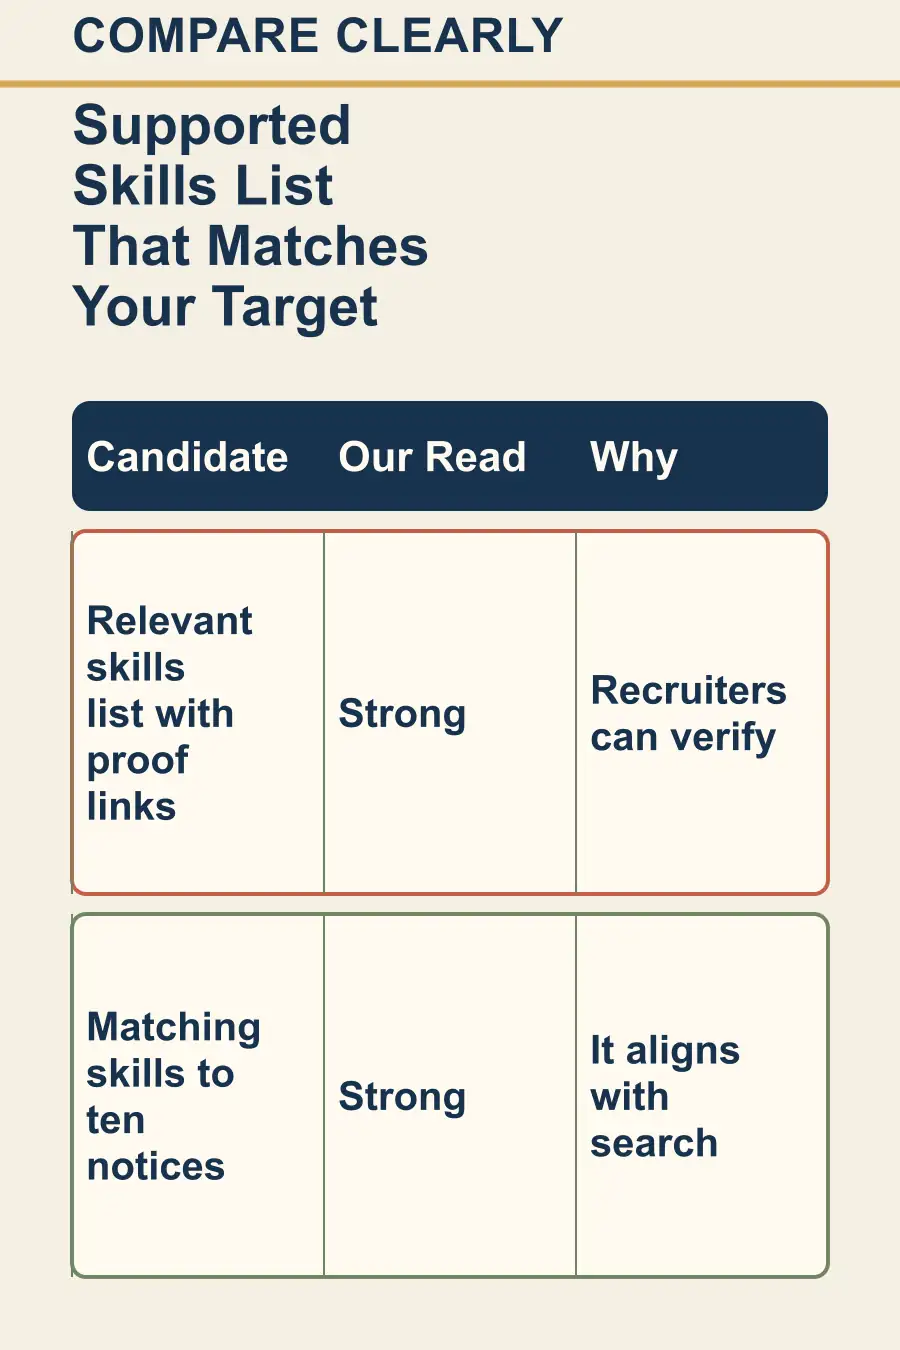 COMPARE CLEARLY
Supported
Skills List
That Matches
Your Target
Candidate Our Read Why
Relevant
skills
list with
proof
links
Strong
Recruiters
can verify
Matching
skills to
ten
notices
Strong
It aligns
with
search